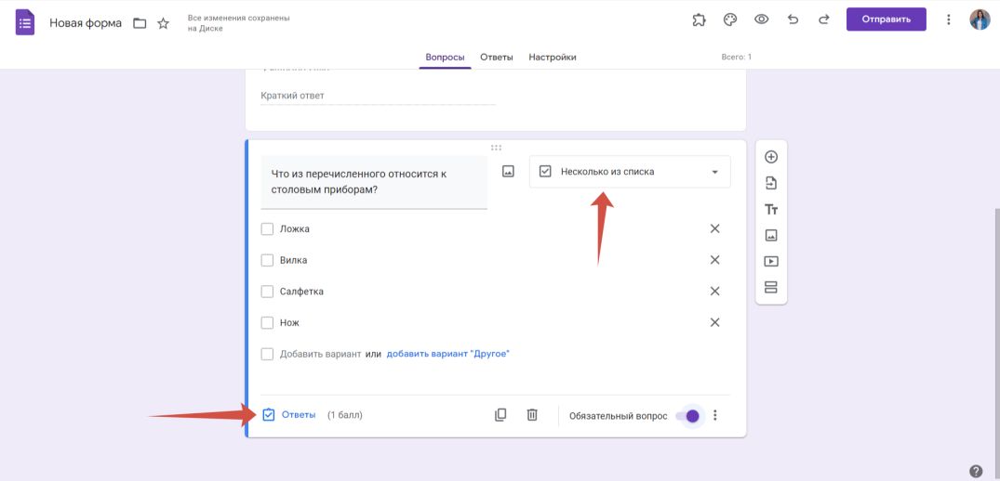 Новая форма
Все изменения сохранены
на Диске
Отправить
Вопросы
Ответы
Настройки
Всего: 1
Краткий ответ
Что из перечисленного относится к
столовым приборам?
Несколько из списка
Ложка
Вилка
Салфетка
Нож
Добавить вариант или добавить вариант "Другое"
Ответы (1 балл)
Обязательный вопрос